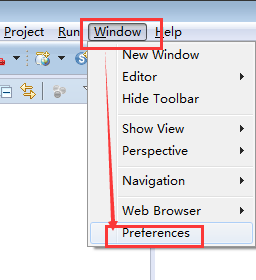 Project Run Window Help
New Window
Editor
Hide Toolbar
Show View
Perspective
Navigation
Web Browser
Preferences